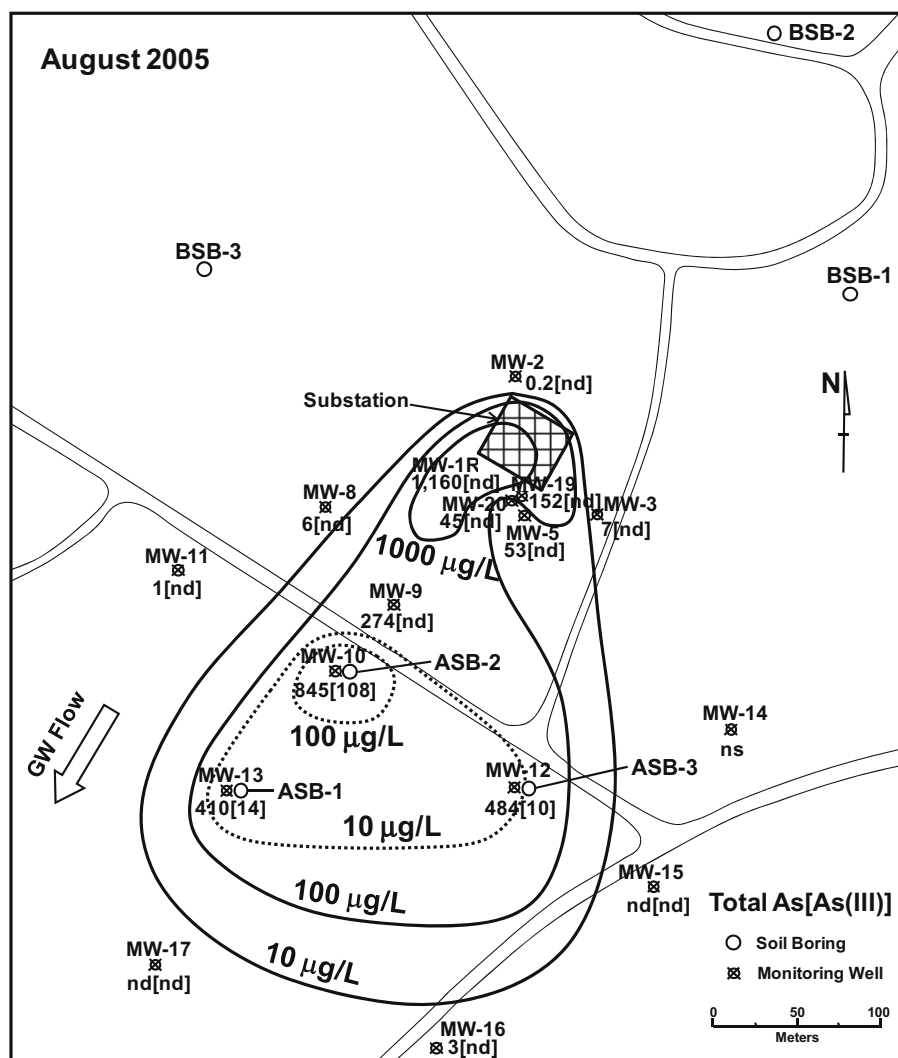 August 2005
BSB-2
BSB-3
BSB-1
MW-2
0.2[nd]
N
Substation
MW-1R
1,160[nd]
MW-19
152[nd]
MW-20
45[nd]
MW-3
7[nd]
MW-5
53[nd]
MW-8
6[nd]
1000 µg/L
MW-11
1[nd]
MW-9
274[nd]
MW-10
845[108]
ASB-2
100 µg/L
GW Flow
MW-14
ns
MW-13
410[14]
ASB-1
MW-12
484[10]
ASB-3
10 µg/L
100 µg/L
10 µg/L
MW-15
nd[nd]
MW-17
nd[nd]
MW-16
3[nd]
Total As[As(III)]
Soil Boring
Monitoring Well
0 50 100
Meters